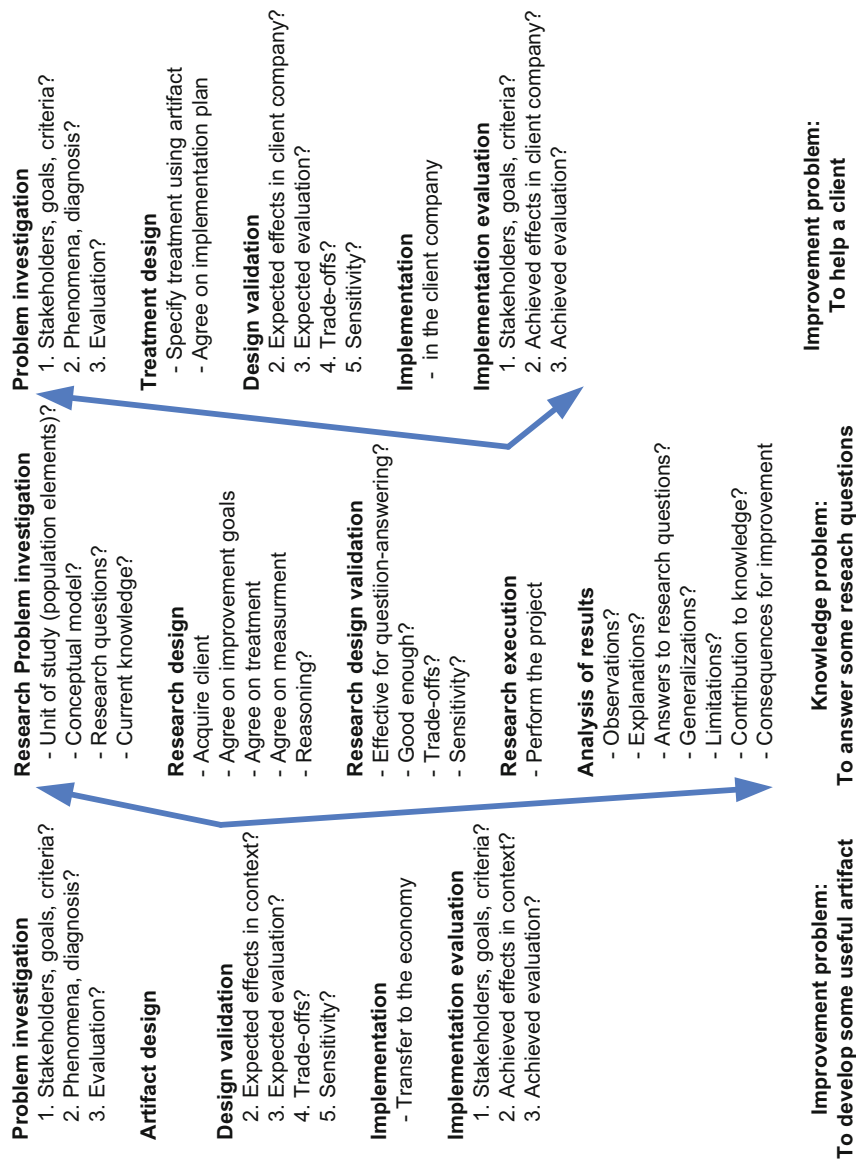 Problem investigation
1. Stakeholders, goals, criteria?
2. Phenomena, diagnosis?
3. Evaluation?
Artifact design
Design validation
2. Expected effects in context?
3. Expected evaluation?
4. Trade-offs?
5. Sensitivity?
Implementation
- Transfer to the economy
Implementation evaluation
1. Stakeholders, goals, criteria?
2. Achieved effects in context?
3. Achieved evaluation?
Improvement problem:
To develop some useful artifact
Research Problem investigation
- Unit of study (population elements)?
- Conceptual model?
- Research questions?
- Current knowledge?
Research design
- Acquire client
- Agree on improvement goals
- Agree on treatment
- Agree on measurment
- Reasoning?
Research design validation
- Effective for questiion-answering?
- Good enough?
- Trade-offs?
- Sensitivity?
Research execution
- Perform the project
Analysis of results
- Observations?
- Explanations?
- Answers to research questions?
- Generalizations?
- Limitations?
- Contribution to knowledge?
- Consequences for improvement
Knowledge problem:
To answer some reseach questions
Problem investigation
1. Stakeholders, goals, criteria?
2. Phenomena, diagnosis?
3. Evaluation?
Treatment design
- Specify treatment using artifact
- Agree on implementation plan
Design validation
2. Expected effects in client company?
3. Expected evaluation?
4. Trade-offs?
5. Sensitivity?
Implementation
- in the client company
Implementation evaluation
1. Stakeholders, goals, criteria?
2. Achieved effects in client company?
3. Achieved evaluation?
Improvement problem:
To help a client